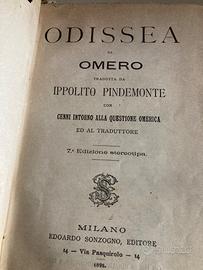 ODISSEA
DI
OMERO
TRADOTTA DA
IPPOLITO PINDEMONTE
CON
CENNI INTORNO ALLA QUESTIONE OMERICA
ED AL TRADUTTORE
7.ª Edizione stereotipa.
MILANO
EDOARDO SONZOGNO, EDITORE
14 — Via Pasquirolo — 14